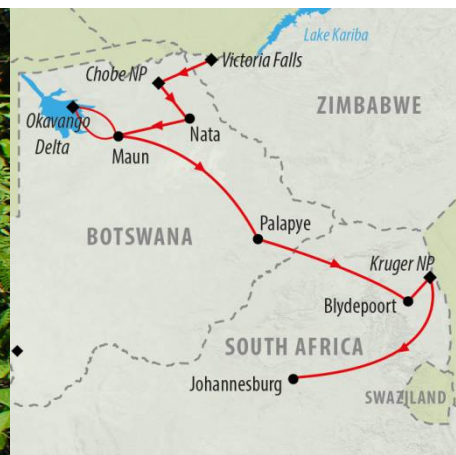 Lake Kariba
Victoria Falls
Chobe NP
ZIMBABWE
Okavango
Delta
Nata
Maun
Palapye
BOTSWANA
Kruger NP
Blydepoort
SOUTH AFRICA
Johannesburg
SWAZILAND